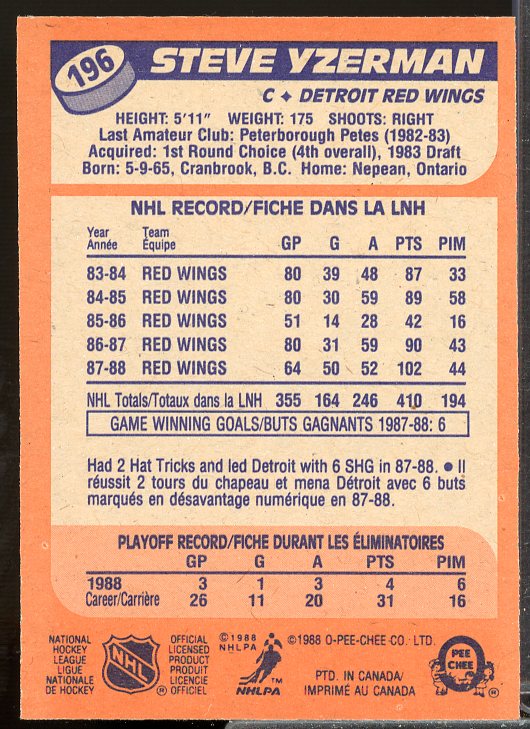 196
STEVE YZERMAN
C ✦ DETROIT RED WINGS
HEIGHT: 5'11" WEIGHT: 175 SHOOTS: RIGHT
Last Amateur Club: Peterborough Petes (1982-83)
Acquired: 1st Round Choice (4th overall), 1983 Draft
Born: 5-9-65, Cranbrook, B.C. Home: Nepean, Ontario
NHL RECORD/FICHE DANS LA LNH
Year Team
Année Équipe GP G A PTS PIM
83-84 RED WINGS 80 39 48 87 33
84-85 RED WINGS 80 30 59 89 58
85-86 RED WINGS 51 14 28 42 16
86-87 RED WINGS 80 31 59 90 43
87-88 RED WINGS 64 50 52 102 44
NHL Totals/Totaux dans la LNH 355 164 246 410 194
GAME WINNING GOALS/BUTS GAGNANTS 1987-88: 6
Had 2 Hat Tricks and led Detroit with 6 SHG in 87-88. ● Il
réussit 2 tours du chapeau et mena Détroit avec 6 buts
marqués en désavantage numérique en 87-88.
PLAYOFF RECORD/FICHE DURANT LES ÉLIMINATOIRES
GP G A PTS PIM
1988 3 1 3 4 6
Career/Carrière 26 11 20 31 16
NATIONAL
HOCKEY
LEAGUE
LIGUE
NATIONALE
DE HOCKEY
NHL
®
OFFICIAL
LICENSED
PRODUCT
PRODUIT
LICENCIÉ
OFFICIEL
©1988
NHLPA
NHLPA
™
©1988 O-PEE-CHEE CO. LTD.
PTD. IN CANADA/
IMPRIMÉ AU CANADA
O
PEE
CHEE
®